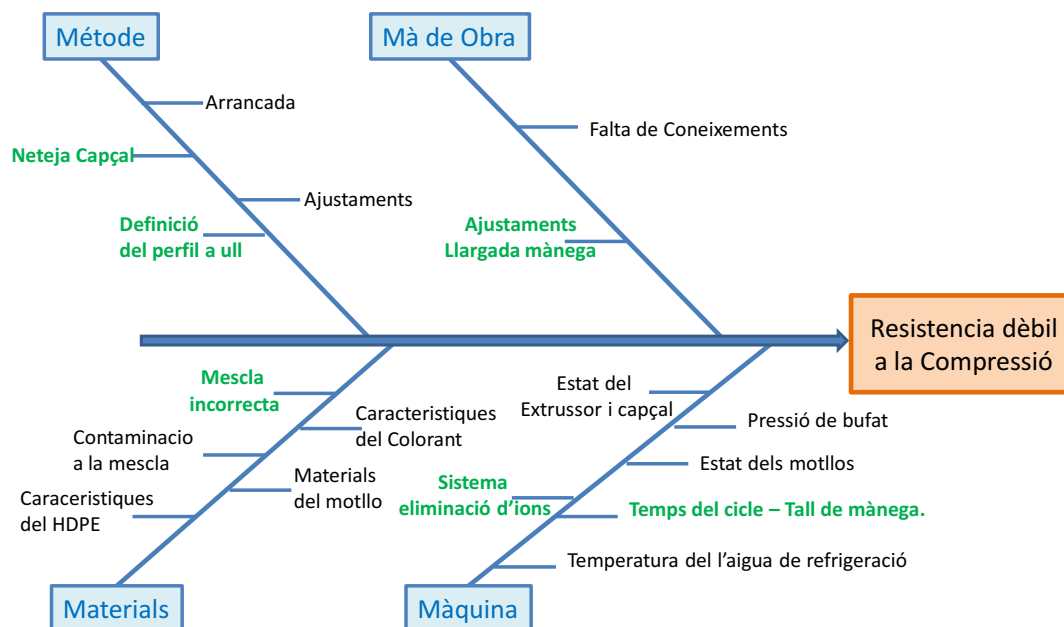 Métode
Mà de Obra
Arrancada
Neteja Capçal
Ajustaments
Definició
del perfil a ull
Falta de Coneixements
Ajustaments
Llargada mànega
Resistencia dèbil
a la Compressió
Mescla
incorrecta
Caracteristiques
del Colorant
Contaminacio
a la mescla
Materials
del motllo
Caraceristiques
del HDPE
Estat del
Extrussor i capçal
Pressió de bufat
Estat dels motllos
Sistema
eliminació d’ions
Temps del cicle – Tall de mànega.
Temperatura del l’aigua de refrigeració
Materials
Màquina